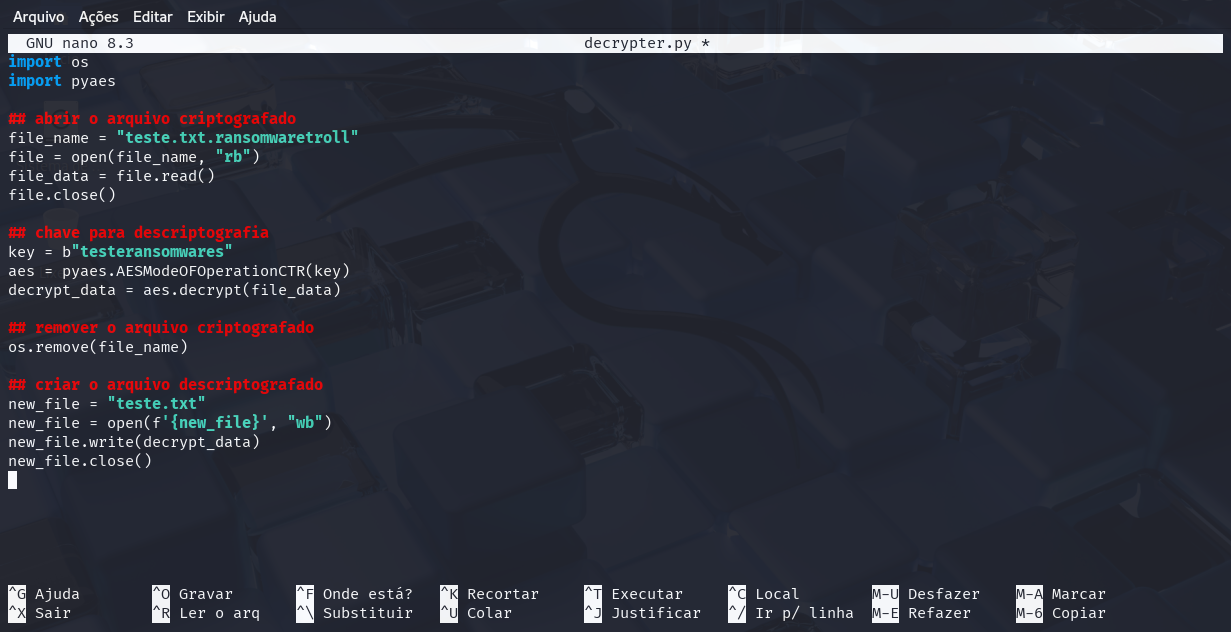 Arquivo Ações Editar Exibir Ajuda
GNU nano 8.3 decrypter.py *
import os
import pyaes
## abrir o arquivo criptografado
file_name = "teste.txt.ransomwaretroll"
file = open(file_name, "rb")
file_data = file.read()
file.close()
## chave para descriptografia
key = b"testeransomwares"
aes = pyaes.AESModeOFOperationCTR(key)
decrypt_data = aes.decrypt(file_data)
## remover o arquivo criptografado
os.remove(file_name)
## criar o arquivo descriptografado
new_file = "teste.txt"
new_file = open(f'{new_file}', "wb")
new_file.write(decrypt_data)
new_file.close()
^G Ajuda ^O Gravar ^F Onde está? ^K Recortar ^T Executar ^C Local M-U Desfazer M-A Marcar
^X Sair ^R Ler o arq ^\ Substituir ^U Colar ^J Justificar ^/ Ir p/ linha M-E Refazer M-6 Copiar